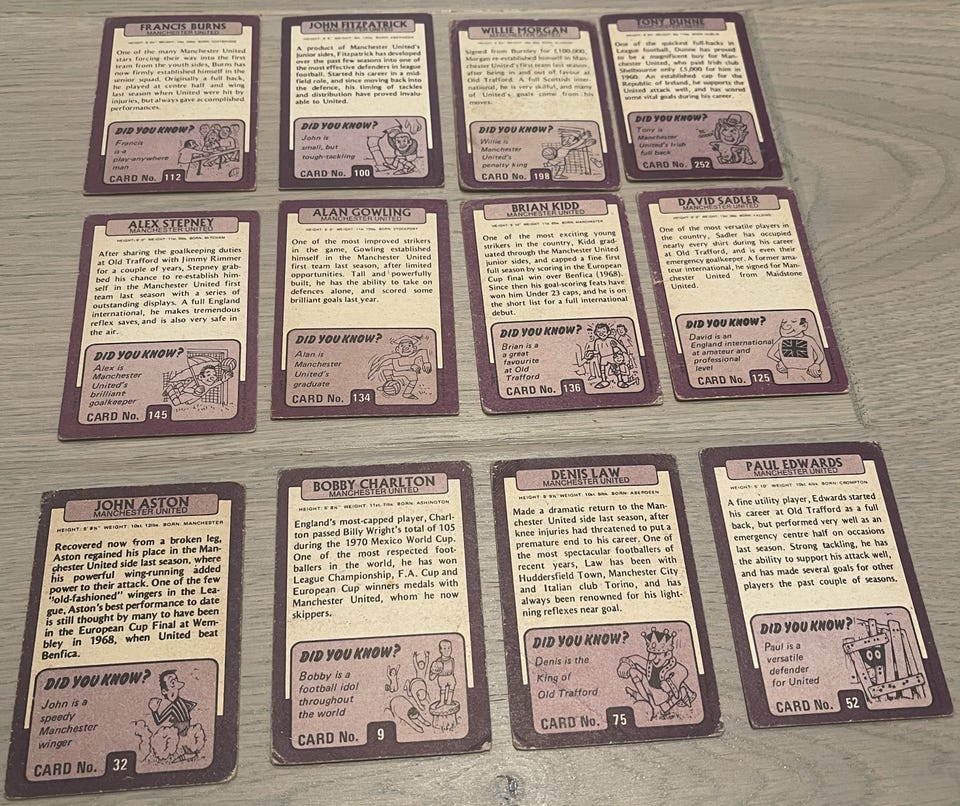 FRANCIS BURNS
MANCHESTER UNITED
One of the many Manchester United
stars forcing their way into the first
team from the youth sides, Burns has
now firmly established himself in the
senior squad. Originally a full back,
he played at centre half and wing
last season when United were hit by
injuries, but always gave accomplished
performances.
DID YOU KNOW?
Francis
is a
play-anywhere
man
CARD No. 112
JOHN FITZPATRICK
MANCHESTER UNITED
A product of Manchester United's
junior sides, Fitzpatrick has developed
over the past few seasons into one of
the most effective defenders in league
football. Started his career in a mid-
field role, and since moving back into
the defence, his timing of tackles
and distribution have proved invalu-
able to United.
DID YOU KNOW?
John is
small, but
tough-tackling
CARD No. 100
WILLIE MORGAN
MANCHESTER UNITED
Signed from Burnley for £100,000,
Morgan re-established himself in Man-
chester United's first team last season,
after being in and out of favour at
Old Trafford. A full Scottish inter-
national, he is very skilful, and many
of United's goals come from his
moves.
DID YOU KNOW?
Willie is
Manchester
United's
penalty king
CARD No. 198
TONY DUNNE
MANCHESTER UNITED
One of the quickest full-backs in
League football, Dunne has proved to
be a magnificent buy for Man-
chester United, who paid Irish club
Shelbourne only £5,000 for him in
1960. An established cap for the
Republic of Ireland, he supports the
United attack well, and has scored
some vital goals during his career.
DID YOU KNOW?
Tony is
Manchester
United's Irish
full back
CARD No. 252
ALEX STEPNEY
MANCHESTER UNITED
After sharing the goalkeeping duties
at Old Trafford with Jimmy Rimmer
for a couple of years, Stepney grab-
bed his chance to re-establish him-
self in the Manchester United first
team last season with a series of
outstanding displays. A full England
international, he makes tremendous
reflex saves, and is also very safe in
the air.
DID YOU KNOW?
Alex is
Manchester
United's
brilliant
goalkeeper
CARD No. 145
ALAN GOWLING
MANCHESTER UNITED
One of the most improved strikers
in the game, Gowling established
himself in the Manchester United
first team last season, after limited
opportunities. Tall and powerfully
built, he has the ability to take on
defences alone, and scored some
brilliant goals last year.
DID YOU KNOW?
Alan is
Manchester
United's
graduate
CARD No. 134
BRIAN KIDD
MANCHESTER UNITED
One of the most exciting young
strikers in the country, Kidd grad-
uated through the Manchester United
junior sides, and capped a fine first
full season by scoring in the European
Cup final win over Benfica (1968).
Since then his goal-scoring feats have
won him Under 23 caps, and he is on
the short list for a full international
debut.
DID YOU KNOW?
Brian is a
a great
favourite
at Old
Trafford
CARD No. 136
DAVID SADLER
MANCHESTER UNITED
One of the most versatile players in
the country, Sadler has occupied
nearly every shirt during his career
at Old Trafford, and is even their
emergency goalkeeper. A former ama-
teur international, he signed for Man-
chester United from Maidstone
United.
DID YOU KNOW?
David is an
England international
at amateur and
professional
level
CARD No. 125
JOHN ASTON
MANCHESTER UNITED
HEIGHT: 5' 8½" WEIGHT: 10st. 12lbs. BORN: MANCHESTER
Recovered now from a broken leg,
Aston regained his place in the Man-
chester United side last season, where
his powerful wing-running added
power to their attack. One of the few
"old-fashioned" wingers in the Lea-
gue, Aston's best performance to date
is still thought by many to have been
in the European Cup Final at Wem-
bley in 1968, when United beat
Benfica.
DID YOU KNOW?
John is a
speedy
Manchester
winger
CARD No. 32
BOBBY CHARLTON
MANCHESTER UNITED
BORN: ASHINGTON
England's most-capped player, Charl-
ton passed Billy Wright's total of 105
during the 1970 Mexico World Cup.
One of the most respected foot-
ballers in the world, he has won
League Championship, F.A. Cup and
European Cup winners medals with
Manchester United, whom he now
skippers.
DID YOU KNOW?
Bobby is a
football idol
throughout
the world
CARD No. 9
DENIS LAW
MANCHESTER UNITED
BORN: ABERDEEN
Made a dramatic return to the Man-
chester United side last season, after
knee injuries had threatened to put a
premature end to his career. One of
the most spectacular footballers of
recent years, Law has been with
Huddersfield Town, Manchester City
and Italian club Torino, and has
always been renowned for his light-
ning reflexes near goal.
DID YOU KNOW?
Denis is the
King of
Old Trafford
CARD No. 75
PAUL EDWARDS
MANCHESTER UNITED
BORN: CROMPTON
A fine utility player, Edwards started
his career at Old Trafford as a full
back, but performed very well as an
emergency centre half on occasions
last season. Strong tackling, he has
the ability to support his attack well,
and has made several goals for other
players the past couple of seasons.
DID YOU KNOW?
Paul is a
versatile
defender
for United
CARD No. 52